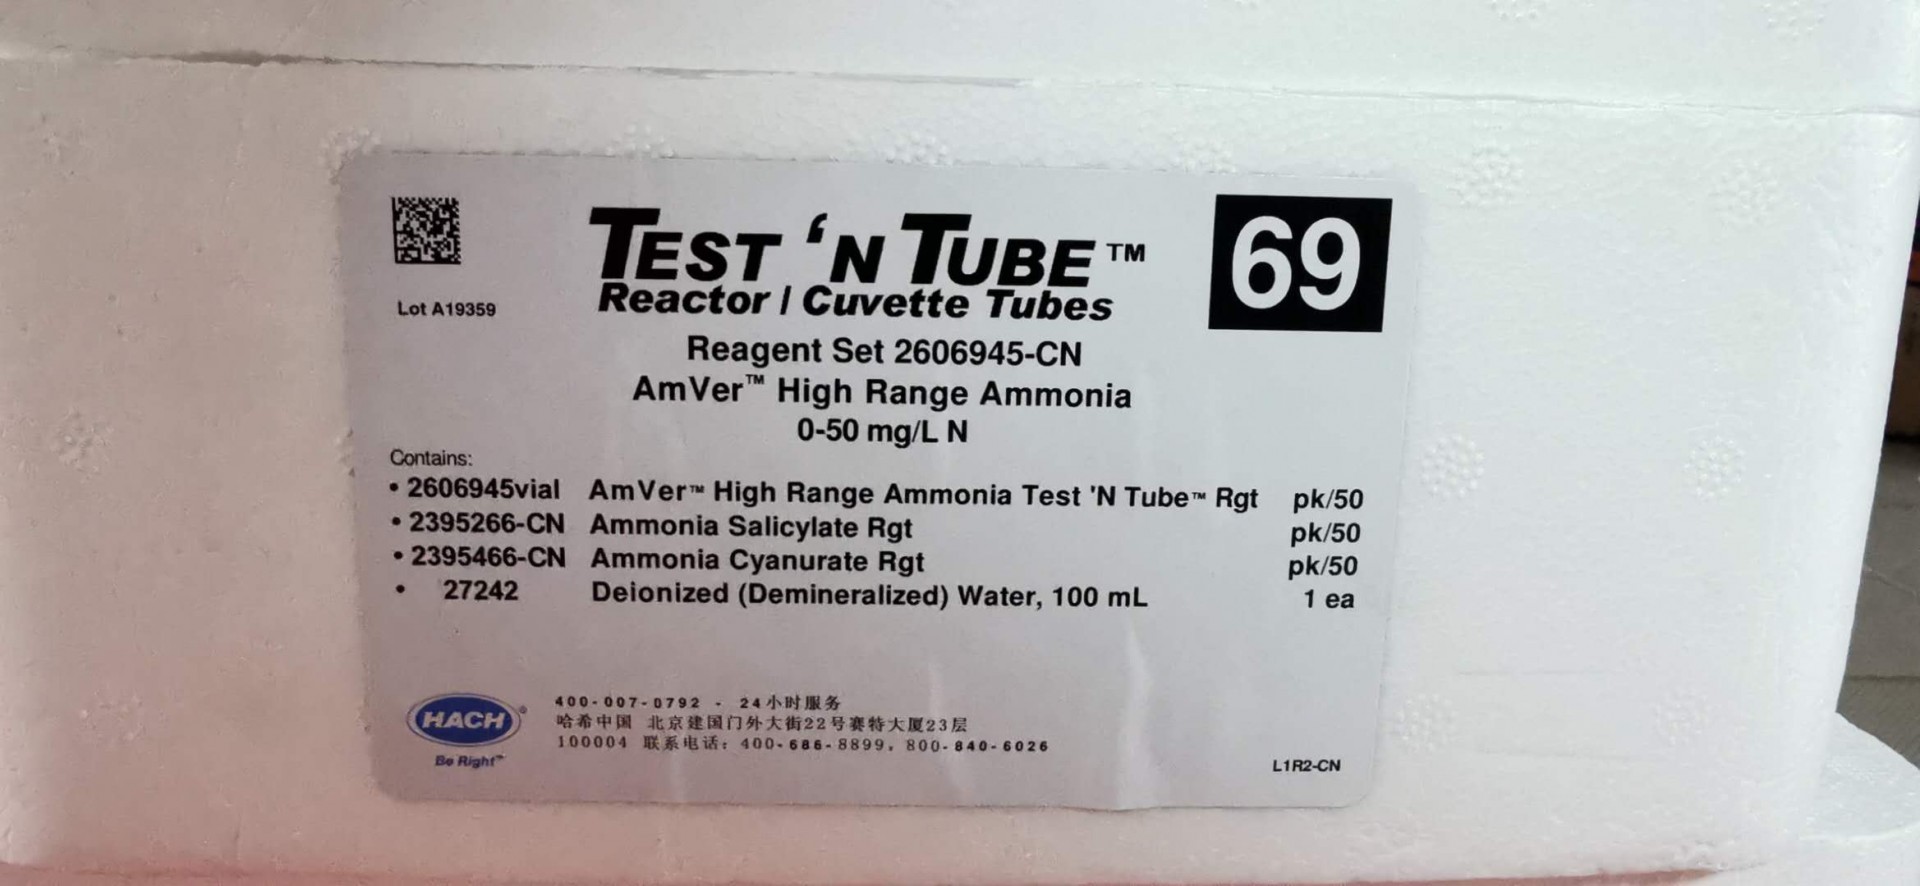 TEST 'N TUBE™
69
Lot A19359
Reactor / Cuvette Tubes
Reagent Set 2606945-CN
AmVer™ High Range Ammonia
0-50 mg/L N
Contains:
• 2606945vial AmVer™ High Range Ammonia Test 'N Tube™ Rgt pk/50
• 2395266-CN Ammonia Salicylate Rgt pk/50
• 2395466-CN Ammonia Cyanurate Rgt pk/50
• 27242 Deionized (Demineralized) Water, 100 mL 1 ea
HACH®
Be Right™
400-007-0792 - 24小时服务
哈希中国 北京建国门外大街22号赛特大厦23层
100004 联系电话: 400-686-8899, 800-840-6026
L1R2-CN